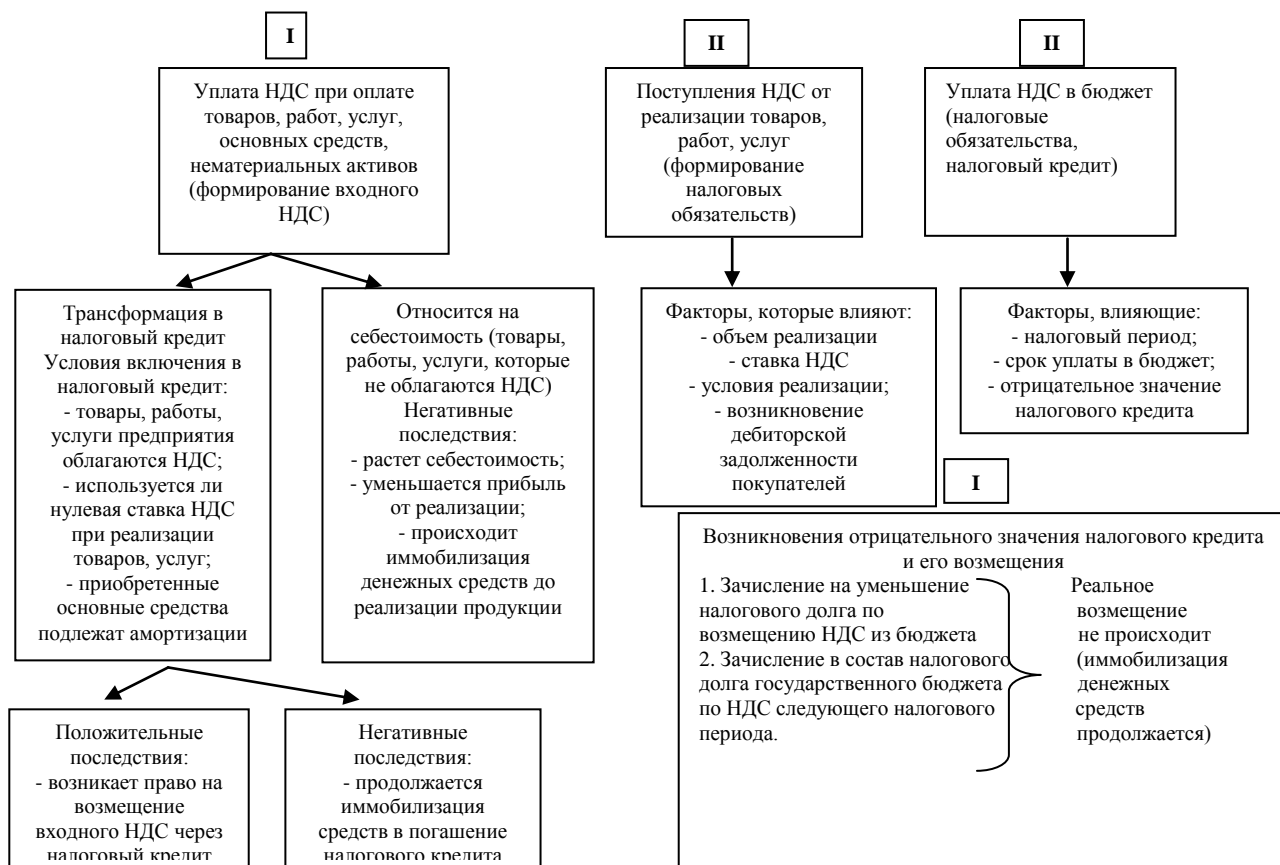 I
Уплата НДС при оплате
товаров, работ, услуг,
основных средств,
нематериальных активов
(формирование входного
НДС)
II
Поступления НДС от
реализации товаров,
работ, услуг
(формирование
налоговых
обязательств)
II
Уплата НДС в бюджет
(налоговые
обязательства,
налоговый кредит)
Трансформация в
налоговый кредит
Условия включения в
налоговый кредит:
- товары, работы,
услуги предприятия
облагаются НДС;
- используется ли
нулевая ставка НДС
при реализации
товаров, услуг;
- приобретенные
основные средства
подлежат амортизации
Относится на
себестоимость (товары,
работы, услуги, которые
не облагаются НДС)
Негативные
последствия:
- растет себестоимость;
- уменьшается прибыль
от реализации;
- происходит
иммобилизация
денежных средств до
реализации продукции
Факторы, которые влияют:
- объем реализации
- ставка НДС
- условия реализации;
- возникновение
дебиторской
задолженности
покупателей
Факторы, влияющие:
- налоговый период;
- срок уплаты в бюджет;
- отрицательное значение
налогового кредита
I
Возникновения отрицательного значения налогового кредита
и его возмещения
1. Зачисление на уменьшение
налогового долга по
возмещению НДС из бюджета
2. Зачисление в состав налогового
долга государственного бюджета
по НДС следующего налогового
периода.
Реальное
возмещение
не происходит
(иммобилизация
денежных
средств
продолжается)
Положительные
последствия:
- возникает право на
возмещение
входного НДС через
налоговый кредит
Негативные
последствия:
- продолжается
иммобилизация
средств в погашение
налогового кредита